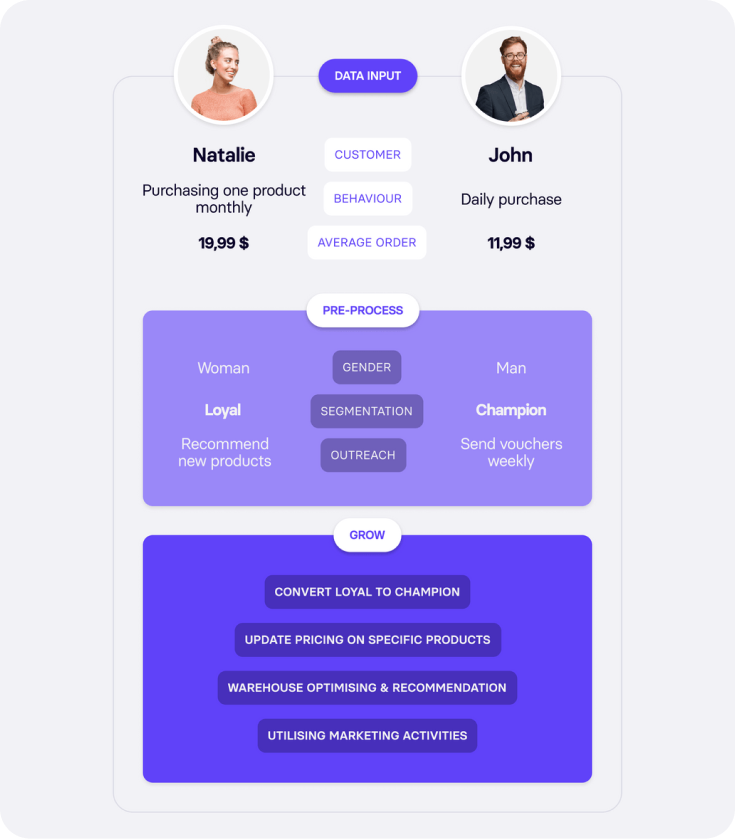 DATA INPUT
Natalie
CUSTOMER
John
Purchasing one product
monthly
BEHAVIOUR
Daily purchase
19,99 $
AVERAGE ORDER
11,99 $
PRE-PROCESS
Woman
GENDER
Man
Loyal
SEGMENTATION
Champion
Recommend
new products
OUTREACH
Send vouchers
weekly
GROW
CONVERT LOYAL TO CHAMPION
UPDATE PRICING ON SPECIFIC PRODUCTS
WAREHOUSE OPTIMISING & RECOMMENDATION
UTILISING MARKETING ACTIVITIES